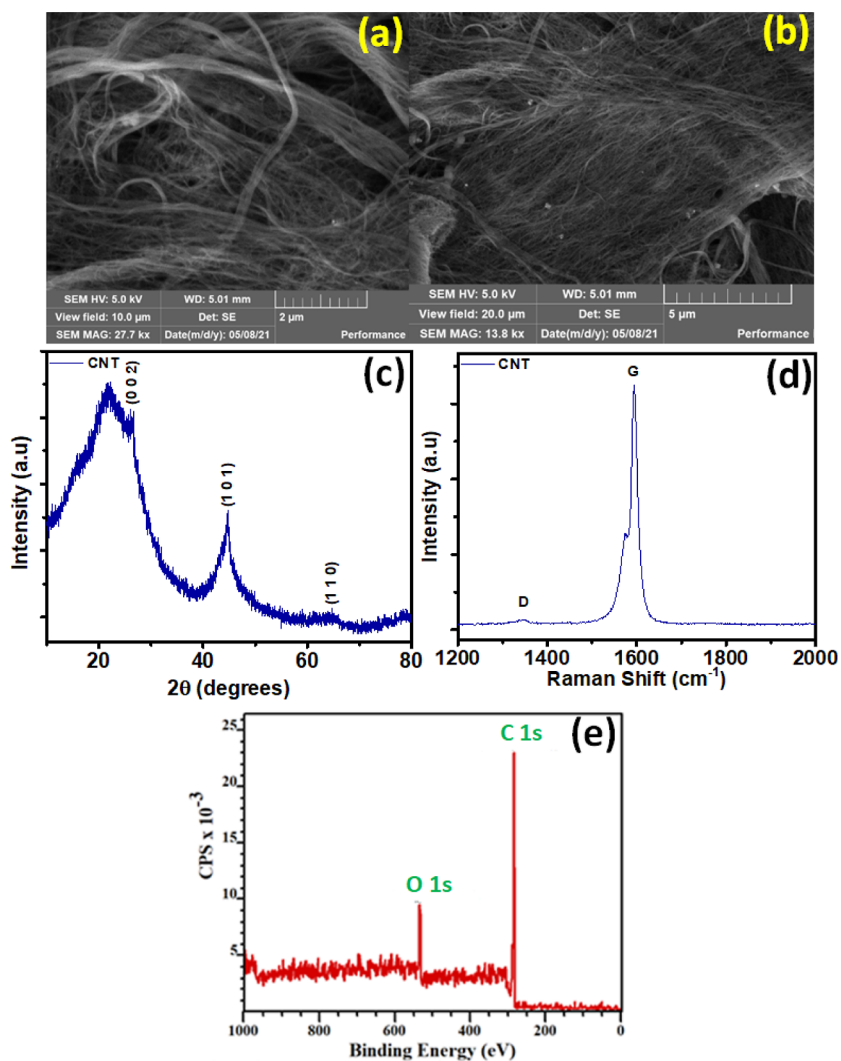 (a)
SEM HV: 5.0 kV WD: 5.01 mm
View field: 10.0 µm Det: SE 2 µm
SEM MAG: 27.7 kx Date(m/d/y): 05/08/21 Performance
(b)
SEM HV: 5.0 kV WD: 5.01 mm
View field: 20.0 µm Det: SE 5 µm
SEM MAG: 13.8 kx Date(m/d/y): 05/08/21 Performance
CNT
(c)
(0 0 2)
(1 0 1)
(1 1 0)
Intensity (a.u)
20 40 60 80
2θ (degrees)
CNT
(d)
G
D
Intensity (a.u)
1200 1400 1600 1800 2000
Raman Shift (cm-1)
(e)
C 1s
O 1s
CPS x 10-3
25
20
15
10
5
1000 800 600 400 200 0
Binding Energy (eV)